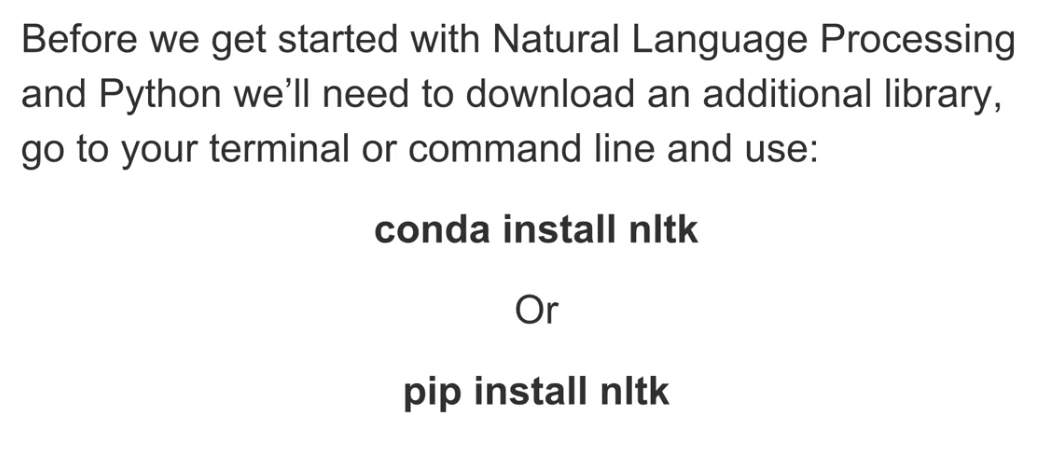 Before we get started with Natural Language Processing
and Python we’ll need to download an additional library,
go to your terminal or command line and use:
conda install nltk
Or
pip install nltk